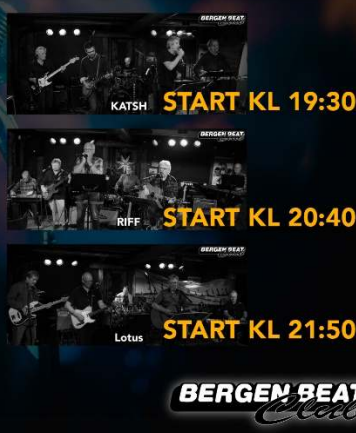 BERGEN BEAT
KATSH START KL 19:30
BERGEN BEAT
RIFF START KL 20:40
BERGEN BEAT
Lotus START KL 21:50
BERGEN BEAT
Club